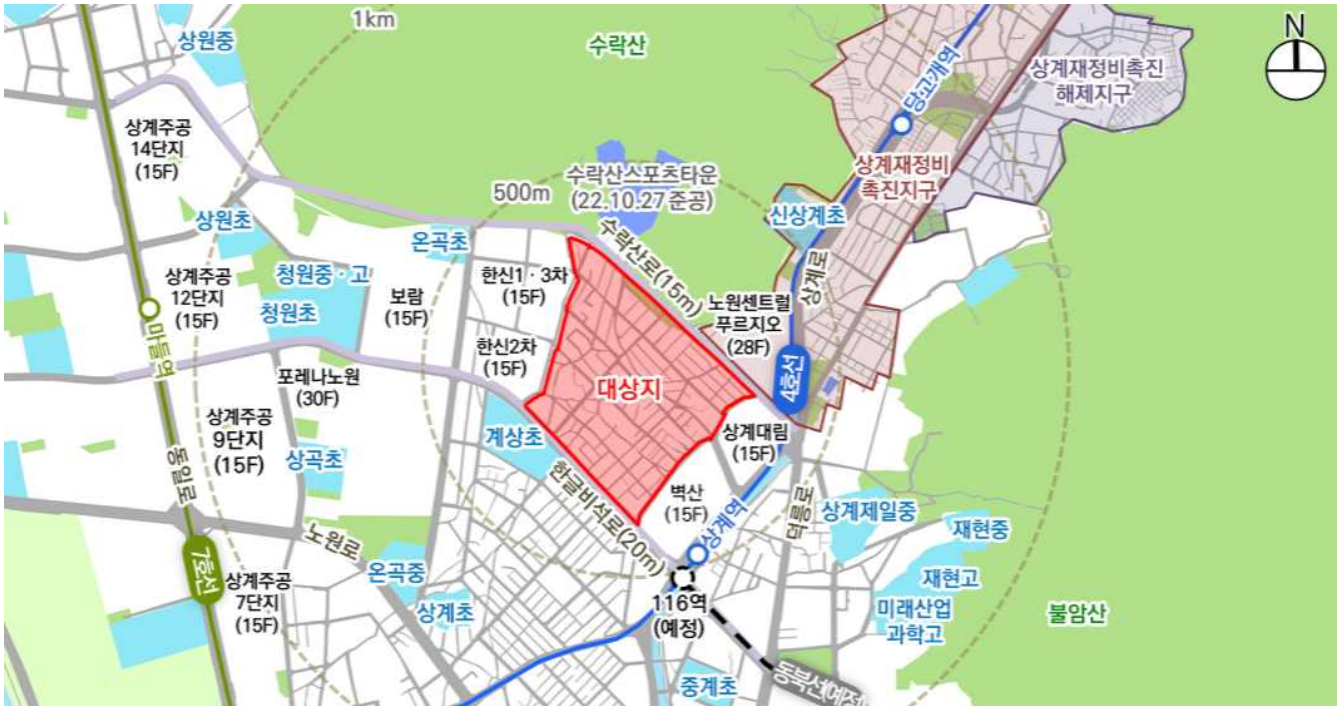 1km
상원중
수락산
N
상계재정비촉진
해제지구
당고개역
상계주공
14단지
(15F)
500m
수락산스포츠타운
(22.10.27 준공)
상계재정비
촉진지구
신상계초
상원초
온곡초
수락산로(15m)
상계로
상계주공
12단지
(15F)
청원중·고
청원초
보람
(15F)
한신1·3차
(15F)
노원센트럴
푸르지오
(28F)
마들역
한신2차
(15F)
대상지
4호선
포레나노원
(30F)
상계주공
9단지
(15F)
상곡초
계상초
상계대림
(15F)
동일로
한글비석로(20m)
벽산
(15F)
덕릉로
상계제일중
재현중
노원로
상계역
7호선
상계주공
7단지
(15F)
온곡중
상계초
116역
(예정)
재현고
미래산업
과학고
불암산
중계초
동북선(예정)